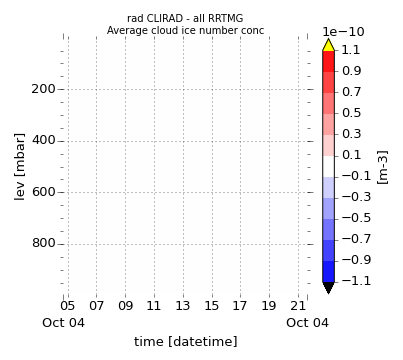 rad CLIRAD - all RRTMG
Average cloud ice number conc
1e−10
1.1
0.9
0.7
0.5
0.3
0.1
−0.1
−0.3
−0.5
−0.7
−0.9
−1.1
[m-3]
lev [mbar]
200
400
600
800
05 07 09 11 13 15 17 19 21
Oct 04 Oct 04
time [datetime]